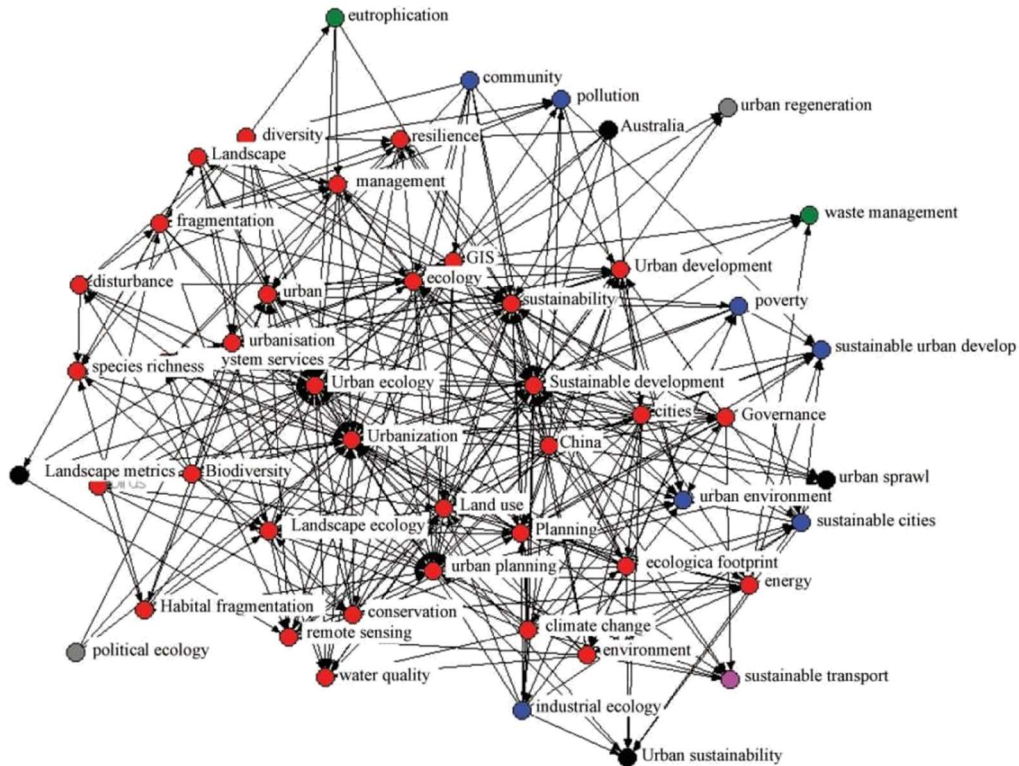 eutrophication
community
pollution
urban regeneration
Australia
diversity
resilience
Landscape
management
waste management
fragmentation
GIS
Urban development
disturbance
ecology
urban
sustainability
poverty
urbanisation
sustainable urban develop
ystem services
species richness
Urban ecology
Sustainable development
cities
Governance
Urbanization
China
Landscape metrics
Biodiversity
urban sprawl
urban environment
Land use
sustainable cities
Landscape ecology
Planning
urban planning
ecologica footprint
energy
Habital fragmentation
conservation
climate change
remote sensing
environment
political ecology
water quality
sustainable transport
industrial ecology
Urban sustainability